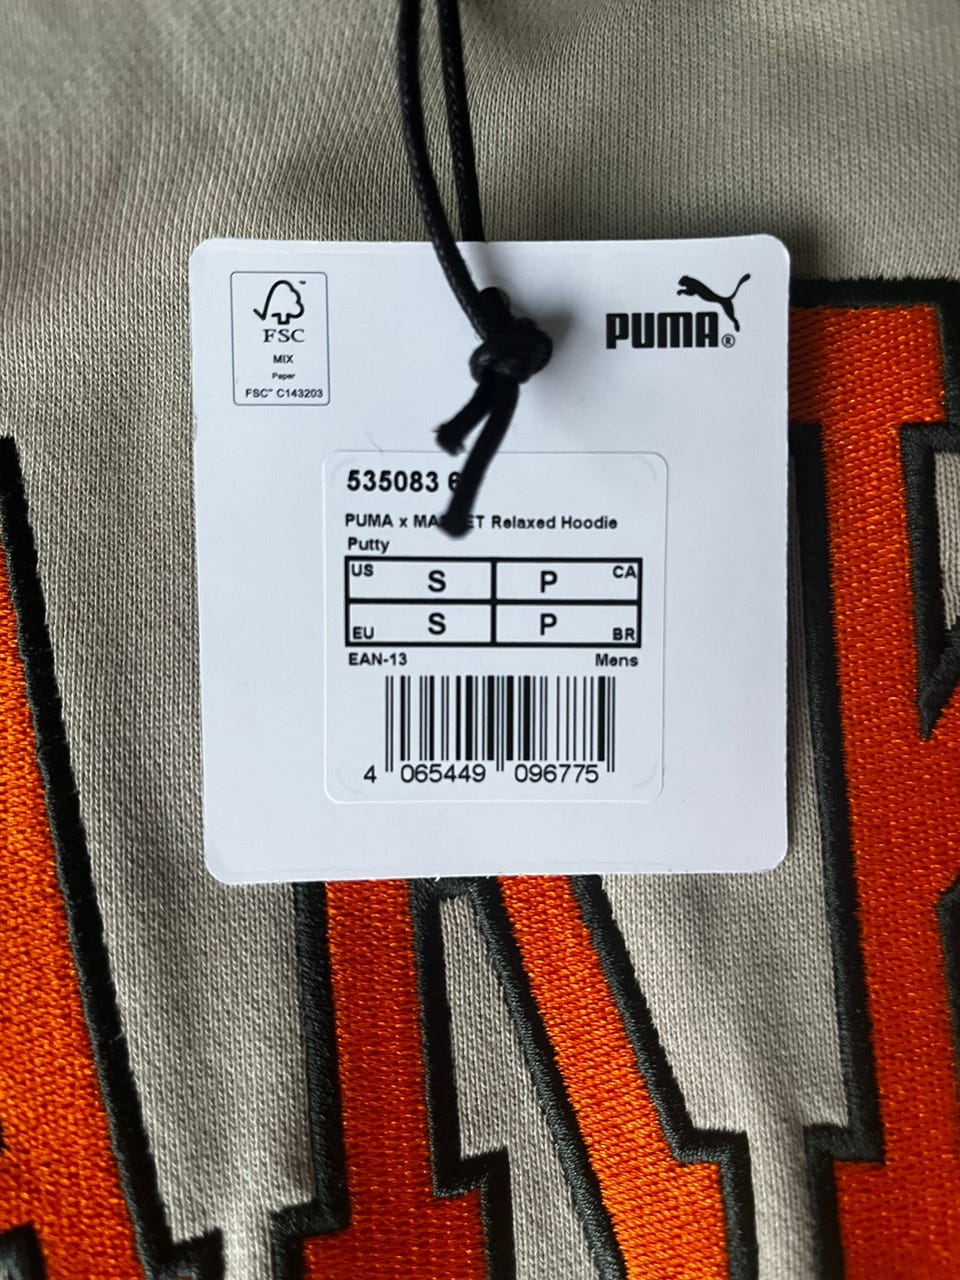 FSC
MIX
Paper
FSC™ C143203
PUMA®
535083
PUMA x Relaxed Hoodie
Putty
US S P CA
EU S P BR
EAN-13 Mens
4 065449 096775